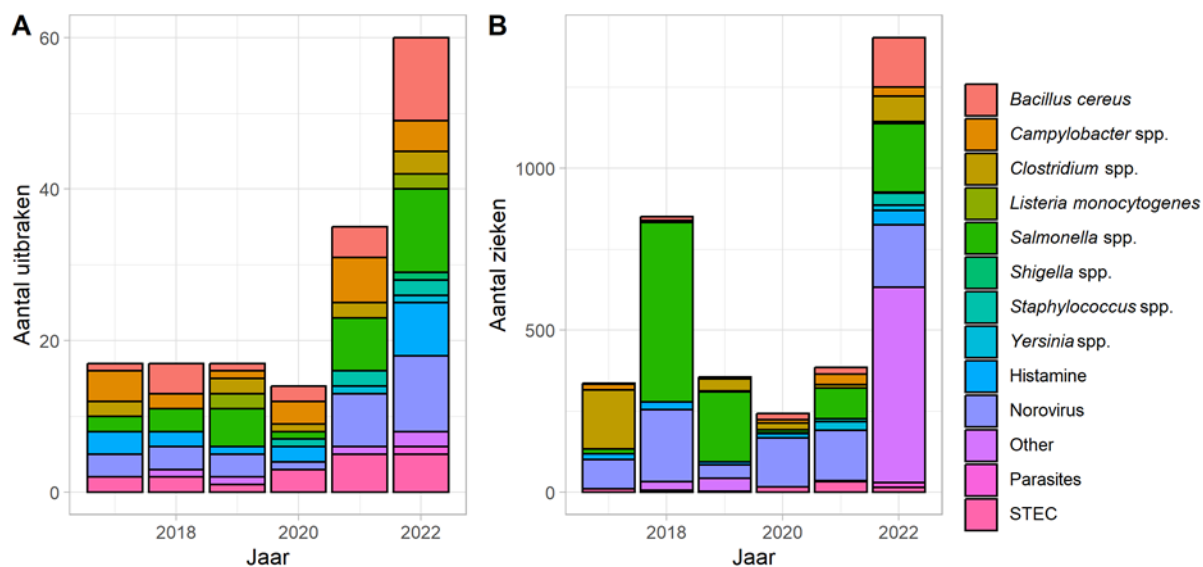 A
60
40
20
0
Aantal uitbraken
2018
2020
2022
Jaar
B
1000
500
0
Aantal zieken
2018
2020
2022
Jaar
Bacillus cereus
Campylobacter spp.
Clostridium spp.
Listeria monocytogenes
Salmonella spp.
Shigella spp.
Staphylococcus spp.
Yersinia spp.
Histamine
Norovirus
Other
Parasites
STEC